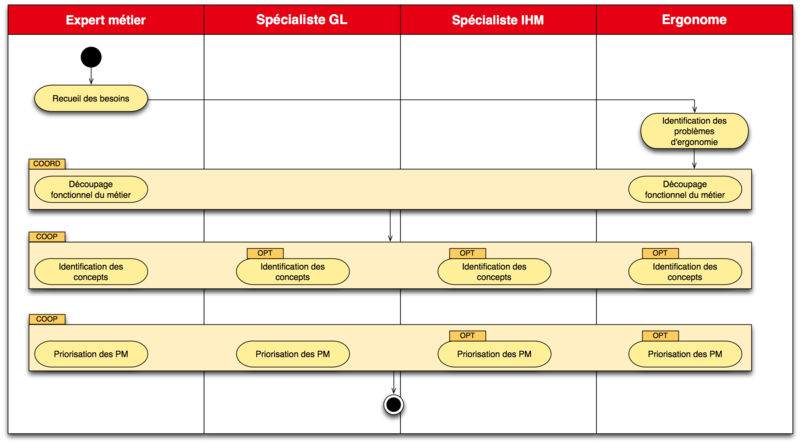 Expert métier
Spécialiste GL
Spécialiste IHM
Ergonome
Recueil des besoins
Identification des
problèmes
d'ergonomie
COORD
Découpage
fonctionnel du métier
Découpage
fonctionnel du métier
COOP
Identification des
concepts
OPT
Identification des
concepts
OPT
Identification des
concepts
OPT
Identification des
concepts
COOP
Priorisation des PM
Priorisation des PM
OPT
Priorisation des PM
OPT
Priorisation des PM